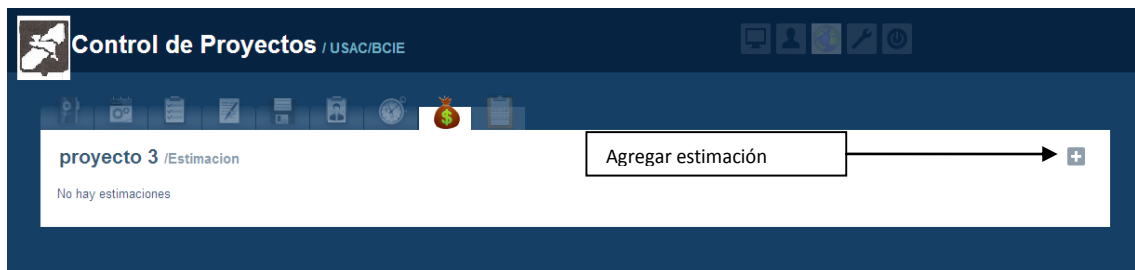 Control de Proyectos / USAC/BCIE
proyecto 3 /Estimacion
Agregar estimación
No hay estimaciones